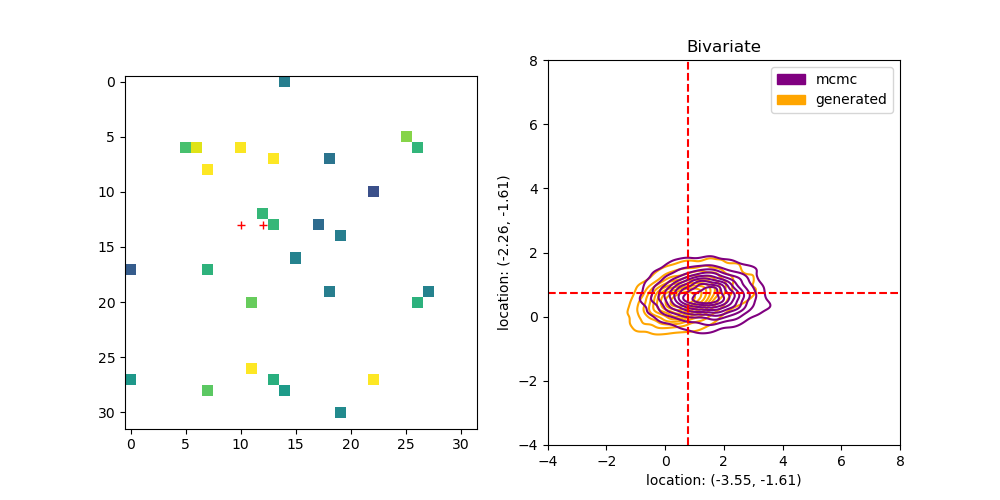 0
5
10
15
20
25
30
0 5 10 15 20 25 30
Bivariate
mcmc
generated
location: (-2.26, -1.61)
8
6
4
2
0
−2
−4
−4 −2 0 2 4 6 8
location: (-3.55, -1.61)